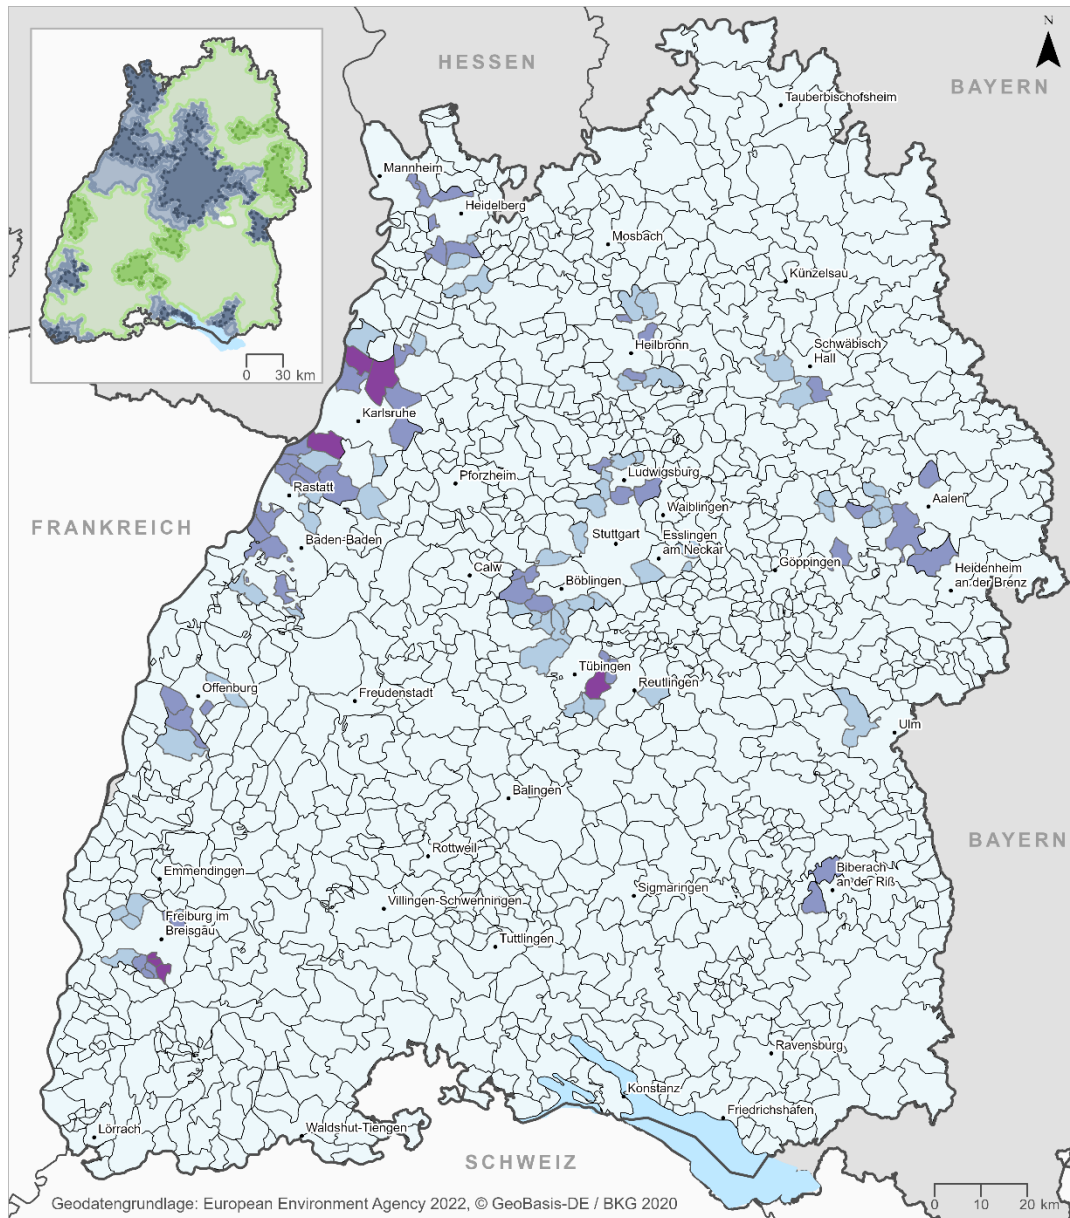 N
HESSEN
BAYERN
Tauberbischofsheim
Mannheim
Heidelberg
Mosbach
Künzelsau
0 30 km
Heilbronn
Schwäbisch
Hall
Karlsruhe
Pforzheim
Ludwigsburg
Rastatt
Aalen
Waiblingen
FRANKREICH
Baden-Baden
Stuttgart
Esslingen
am Neckar
Calw
Böblingen
Göppingen
Heidenheim
an der Brenz
Tübingen
Offenburg
Freudenstadt
Reutlingen
Ulm
Balingen
BAYERN
Rottweil
Emmendingen
Biberach
an der Riß
Sigmaringen
Villingen-Schwenningen
Freiburg im
Breisgau
Tuttlingen
Ravensburg
Konstanz
Friedrichshafen
Lörrach
Waldshut-Tiengen
SCHWEIZ
Geodatengrundlage: European Environment Agency 2022, © GeoBasis-DE / BKG 2020
0 10 20 km